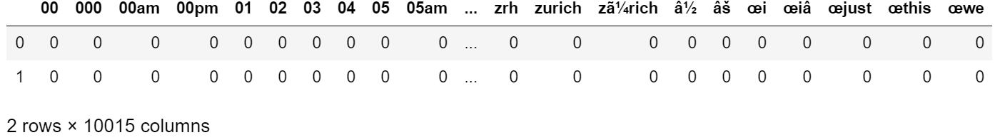 00 000 00am 00pm 01 02 03 04 05 05am ... zrh zurich zã¼rich â½ âš œi œiâ œjust œthis œwe
0 0 0 0 0 0 0 0 0 0 0 ... 0 0 0 0 0 0 0 0 0 0
1 0 0 0 0 0 0 0 0 0 0 ... 0 0 0 0 0 0 0 0 0 0
2 rows × 10015 columns